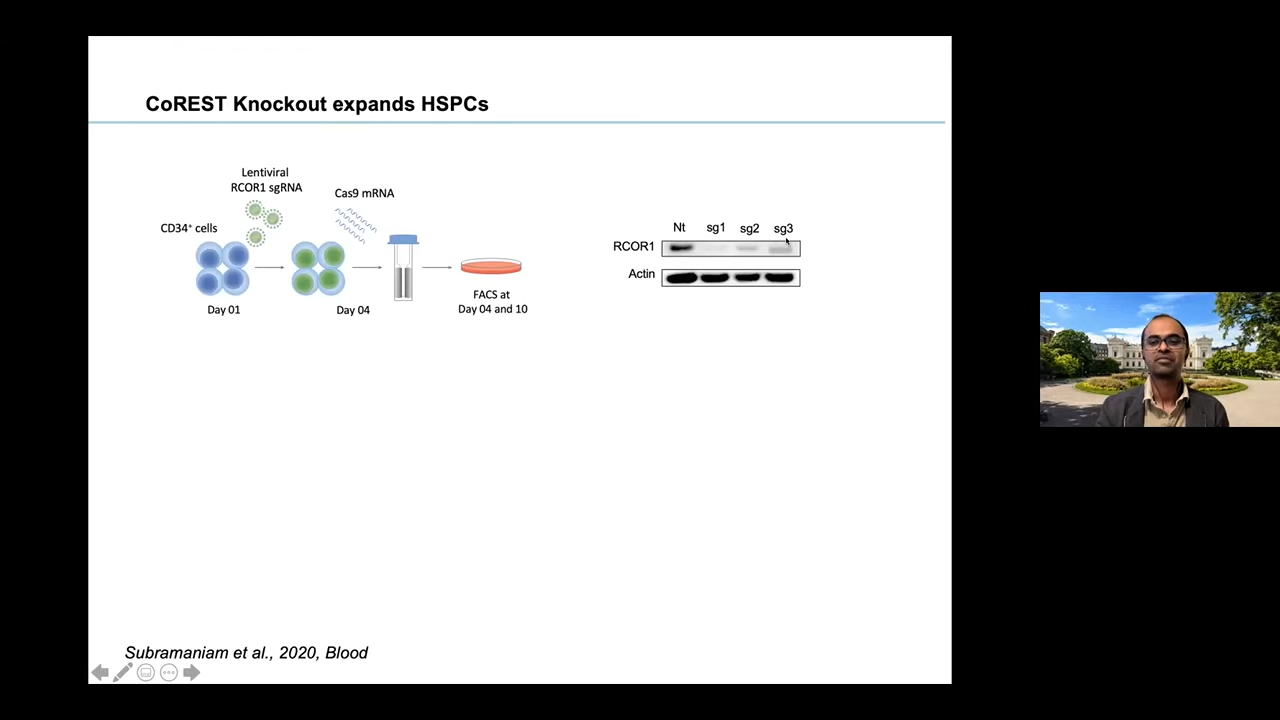 CoREST Knockout expands HSPCs
Lentiviral
RCOR1 sgRNA
Cas9 mRNA
CD34⁺ cells
Day 01
Day 04
FACS at
Day 04 and 10
Nt sg1 sg2 sg3
RCOR1
Actin
Subramaniam et al., 2020, Blood